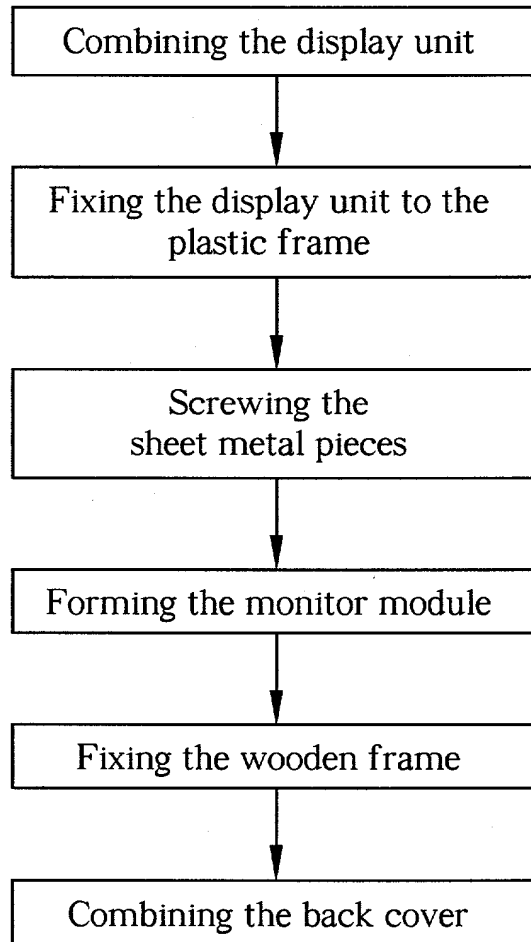 Combining the display unit
Fixing the display unit to the
plastic frame
Screwing the
sheet metal pieces
Forming the monitor module
Fixing the wooden frame
Combining the back cover